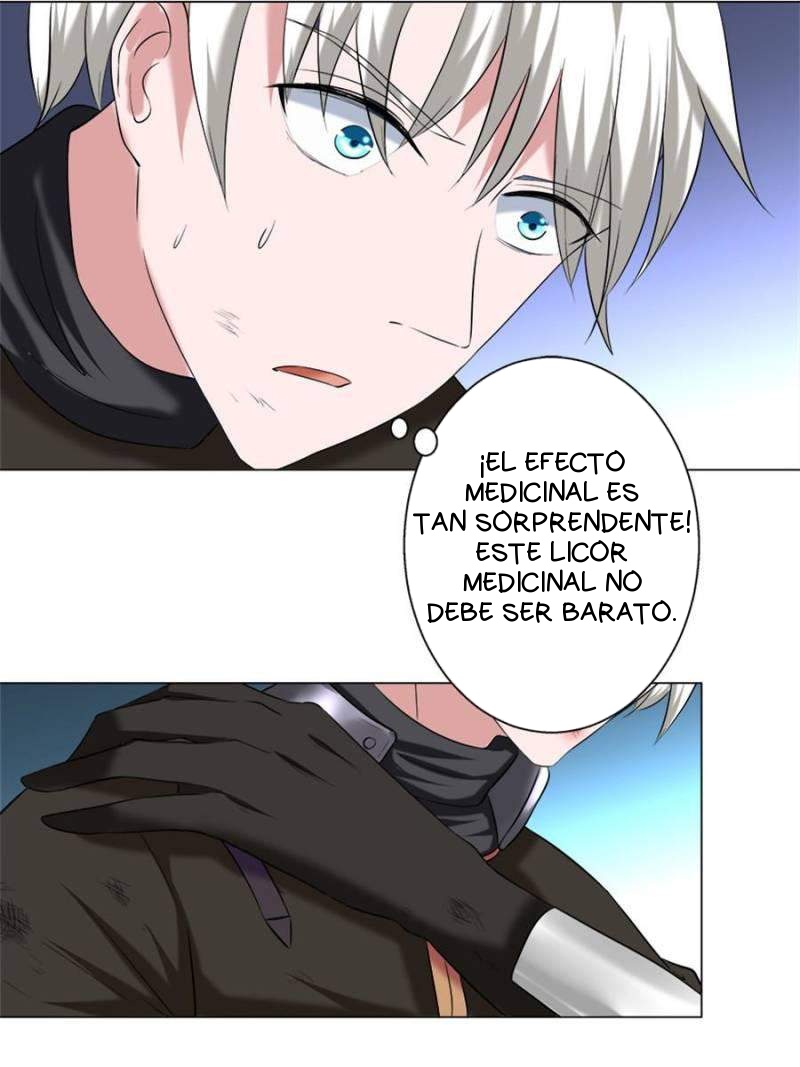 ¡EL EFECTO
MEDICINAL ES
TAN SORPRENDENTE!
ESTE LICOR
MEDICINAL NO
DEBE SER BARATO.